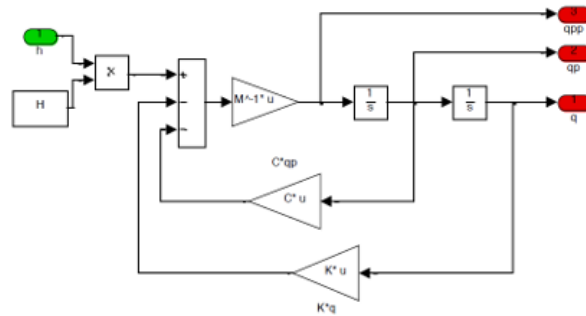 3
qpp
1
h
2
qp
×
H
+
−
−
M^-1* u
1
s
1
s
1
q
C*qp
C* u
K* u
K*q